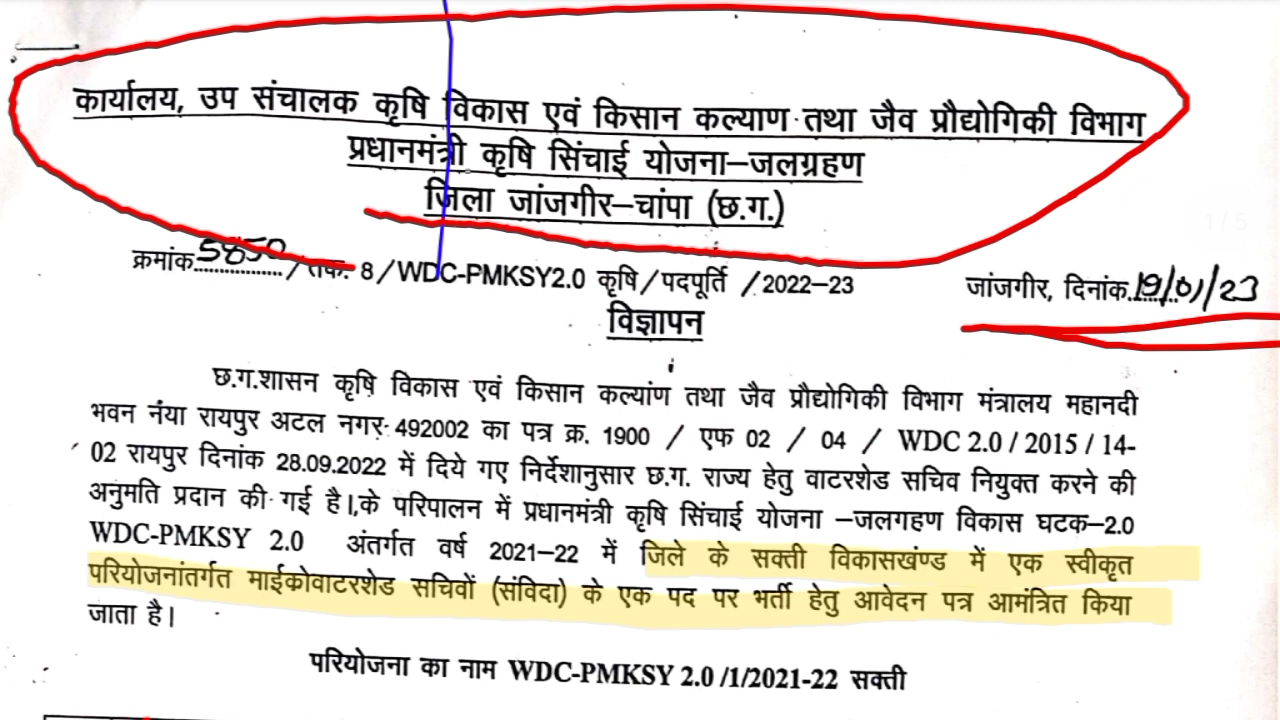 कार्यालय, उप संचालक कृषि विकास एवं किसान कल्याण तथा जैव प्रौद्योगिकी विभाग
प्रधानमंत्री कृषि सिंचाई योजना–जलग्रहण
जिला जांजगीर–चांपा (छ.ग.)
क्रमांक 5850 / तक. 8/WDC-PMKSY2.0 कृषि/पदपूर्ति /2022–23
जांजगीर, दिनांक 19/01/23
विज्ञापन
छ.ग.शासन कृषि विकास एवं किसान कल्यांण तथा जैव प्रौद्योगिकी विभाग मंत्रालय महानदी
भवन नंया रायपुर अटल नगर- 492002 का पत्र क्र. 1900 / एफ 02 / 04 / WDC 2.0 / 2015 / 14-
02 रायपुर दिनांक 28.09.2022 में दिये गए निर्देशानुसार छ.ग. राज्य हेतु वाटरशेड सचिव नियुक्त करने की
अनुमति प्रदान की गई है।,के परिपालन में प्रधानमंत्री कृषि सिंचाई योजना –जलगहण विकास घटक–2.0
WDC-PMKSY 2.0 अंतर्गत वर्ष 2021–22 में जिले के सक्ती विकासखंण्ड में एक स्वीकृत
परियोजनांतर्गत माईकोवाटरशेड सचिवों (संविदा) के एक पद पर भर्ती हेतु आवेदन पत्र आमंत्रित किया
जाता है।
परियोजना का नाम WDC-PMKSY 2.0 /1/2021-22 सक्ती
1/5